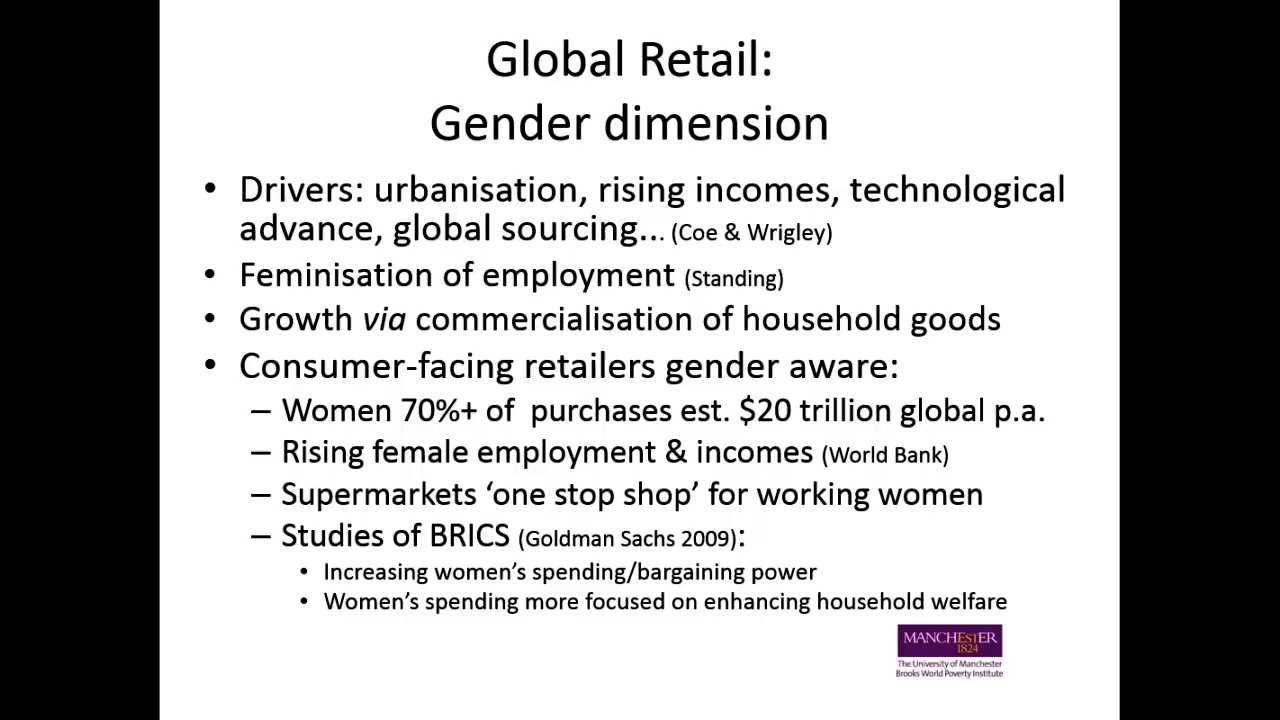 Global Retail:
Gender dimension
• Drivers: urbanisation, rising incomes, technological
advance, global sourcing... (Coe & Wrigley)
• Feminisation of employment (Standing)
• Growth via commercialisation of household goods
• Consumer-facing retailers gender aware:
– Women 70%+ of  purchases est. $20 trillion global p.a.
– Rising female employment & incomes (World Bank)
– Supermarkets ‘one stop shop’ for working women
– Studies of BRICS (Goldman Sachs 2009):
• Increasing women’s spending/bargaining power
• Women’s spending more focused on enhancing household welfare
MANCHESTER
1824
The University of Manchester
Brooks World Poverty Institute